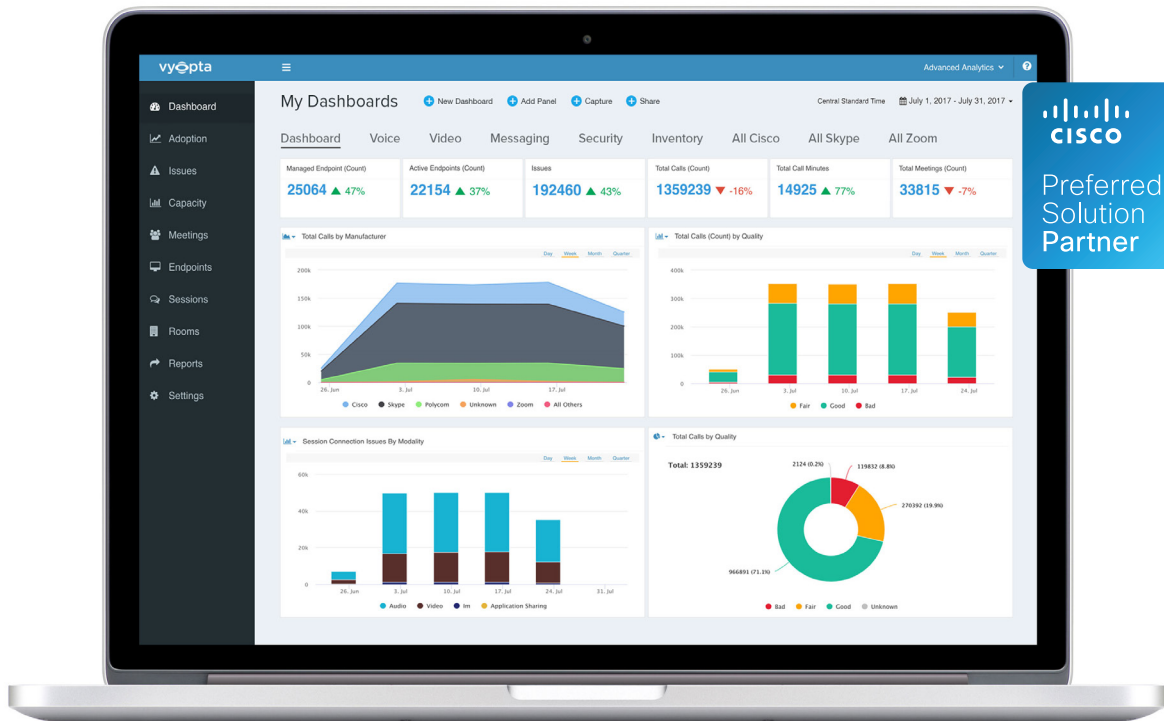 vyopta
Advanced Analytics
?
Dashboard
Adoption
Issues
Capacity
Meetings
Endpoints
Sessions
Rooms
Reports
Settings
My Dashboards
New Dashboard
Add Panel
Capture
Share
Central Standard Time
July 1, 2017 - July 31, 2017
Dashboard Voice Video Messaging Security Inventory All Cisco All Skype All Zoom
Managed Endpoint (Count)
25064 ▲ 47%
Active Endpoints (Count)
22154 ▲ 37%
Issues
192460 ▲ 43%
Total Calls (Count)
1359239 ▼ -16%
Total Call Minutes
14925 ▲ 77%
Total Meetings (Count)
33815 ▼ -7%
Total Calls by Manufacturer
Day Week Month Quarter
200k
150k
100k
50k
0
26. Jun 3. Jul 10. Jul 17. Jul
Cisco Skype Polycom Unknown Zoom All Others
Total Calls (Count) by Quality
Day Week Month Quarter
400k
300k
200k
100k
0
26. Jun 3. Jul 10. Jul 17. Jul 24. Jul
Fair Good Bad
Session Connection Issues By Modality
Day Week Month Quarter
60k
40k
20k
0
26. Jun 3. Jul 10. Jul 17. Jul 24. Jul 31. Jul
Audio Video Im Application Sharing
Total Calls by Quality
Total: 1359239
2124 (0.2%)
119832 (8.8%)
270392 (19.9%)
966891 (71.1%)
Bad Fair Good Unknown
CISCO
Preferred
Solution
Partner